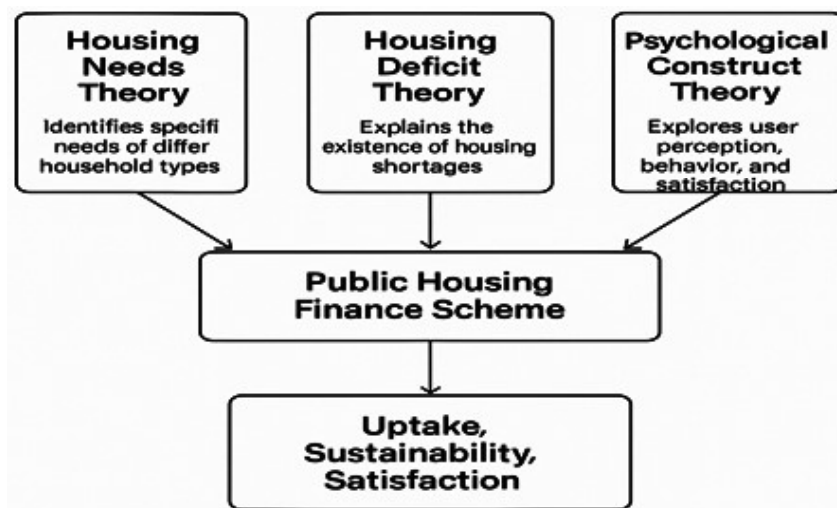 Housing
Needs
Theory
Identifies specifi
needs of differ
household types
Housing
Deficit
Theory
Explains the
existence of housing
shortages
Psychological
Construct
Theory
Explores user
perception,
behavior, and
satisfaction
Public Housing
Finance Scheme
Uptake,
Sustainability,
Satisfaction